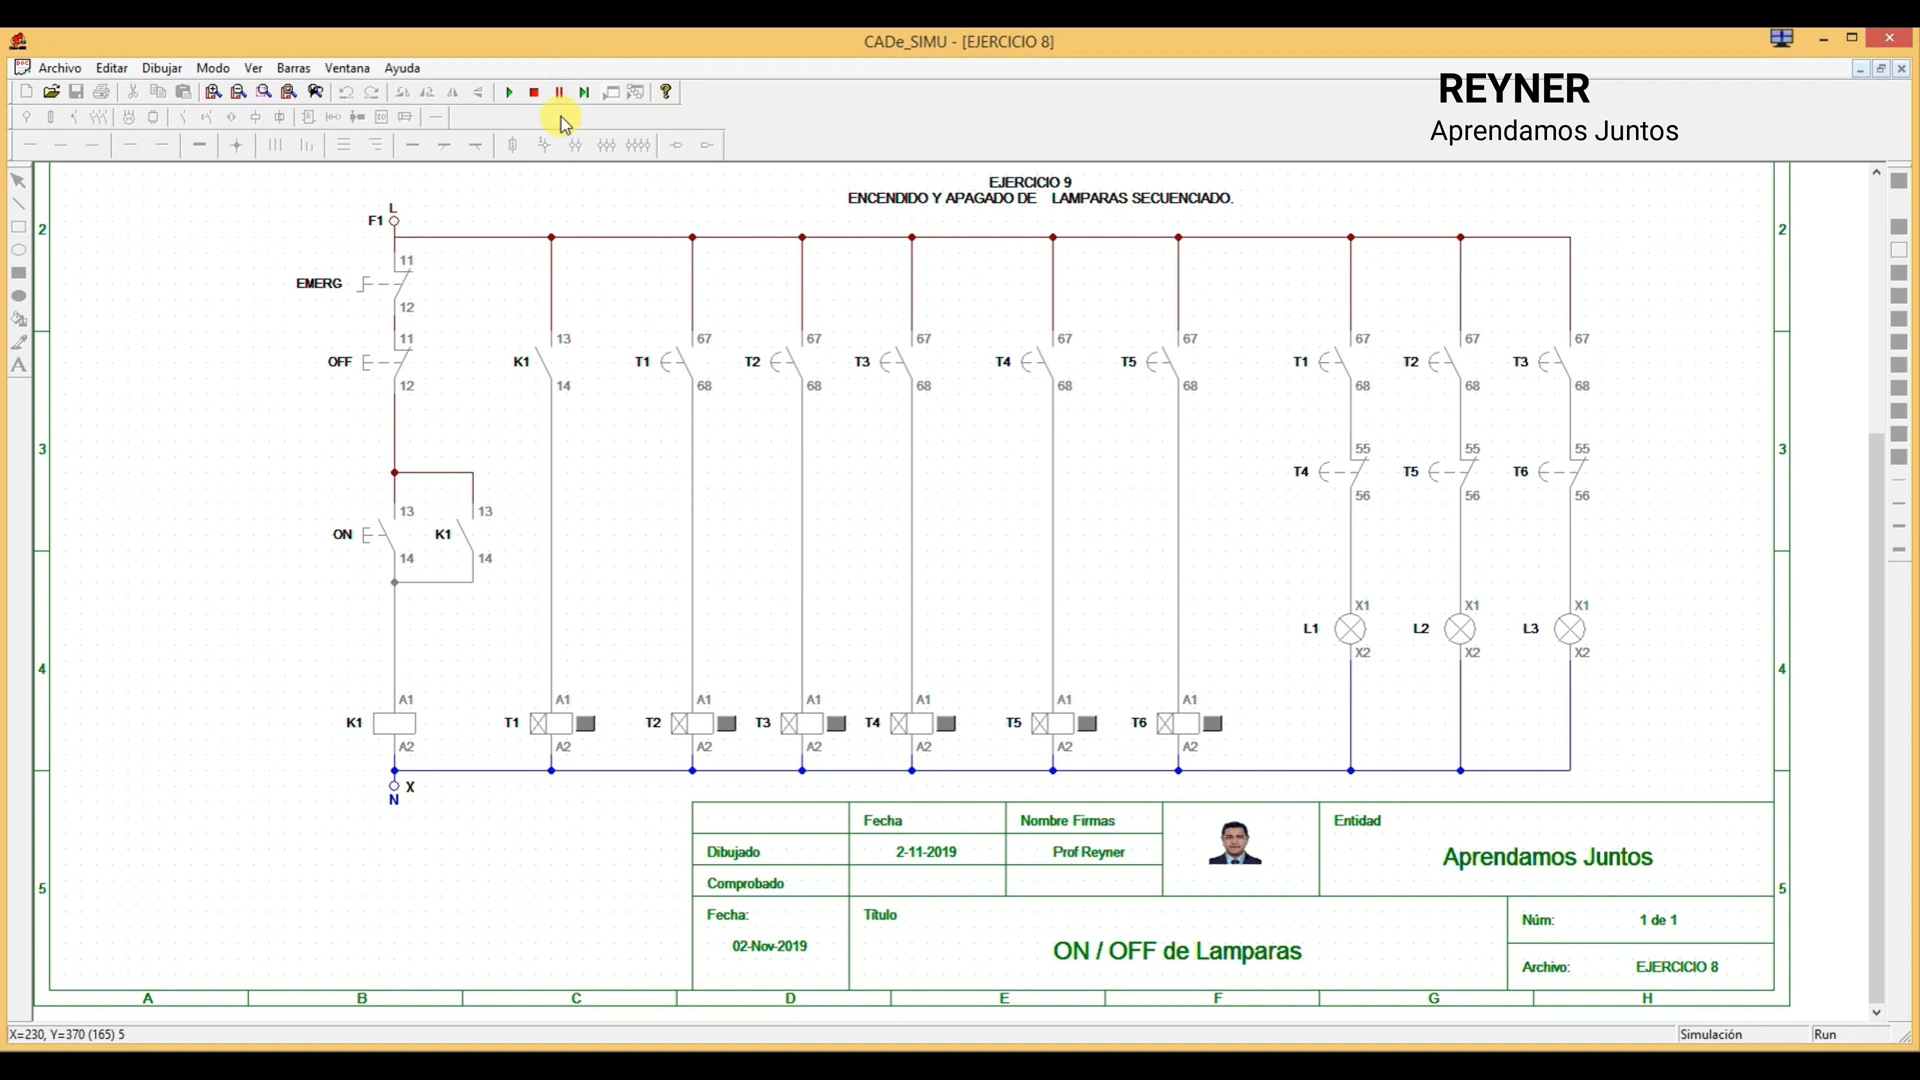 CADe_SIMU - [EJERCICIO 8]
Archivo Editar Dibujar Modo Ver Barras Ventana Ayuda
REYNER
Aprendamos Juntos
EJERCICIO 9
ENCENDIDO Y APAGADO DE LAMPARAS SECUENCIADO.
L
F1
2 2
11
EMERG
12
11 13 67 67 67 67 67 67 67 67
OFF K1 T1 T2 T3 T4 T5 T1 T2 T3
12 14 68 68 68 68 68 68 68 68
3 55 55 55 3
T4 T5 T6
56 56 56
13 13
ON K1
14 14
X1 X1 X1
L1 L2 L3
X2 X2 X2
4 4
A1 A1 A1 A1 A1 A1 A1
K1 T1 T2 T3 T4 T5 T6
A2 A2 A2 A2 A2 A2 A2
X
N
Fecha Nombre Firmas Entidad
Dibujado 2-11-2019 Prof Reyner Aprendamos Juntos
Comprobado
5 5
Fecha: Título Núm: 1 de 1
02-Nov-2019 ON / OFF de Lamparas
Archivo: EJERCICIO 8
A B C D E F G H
X=230, Y=370 (165) 5 Simulación Run